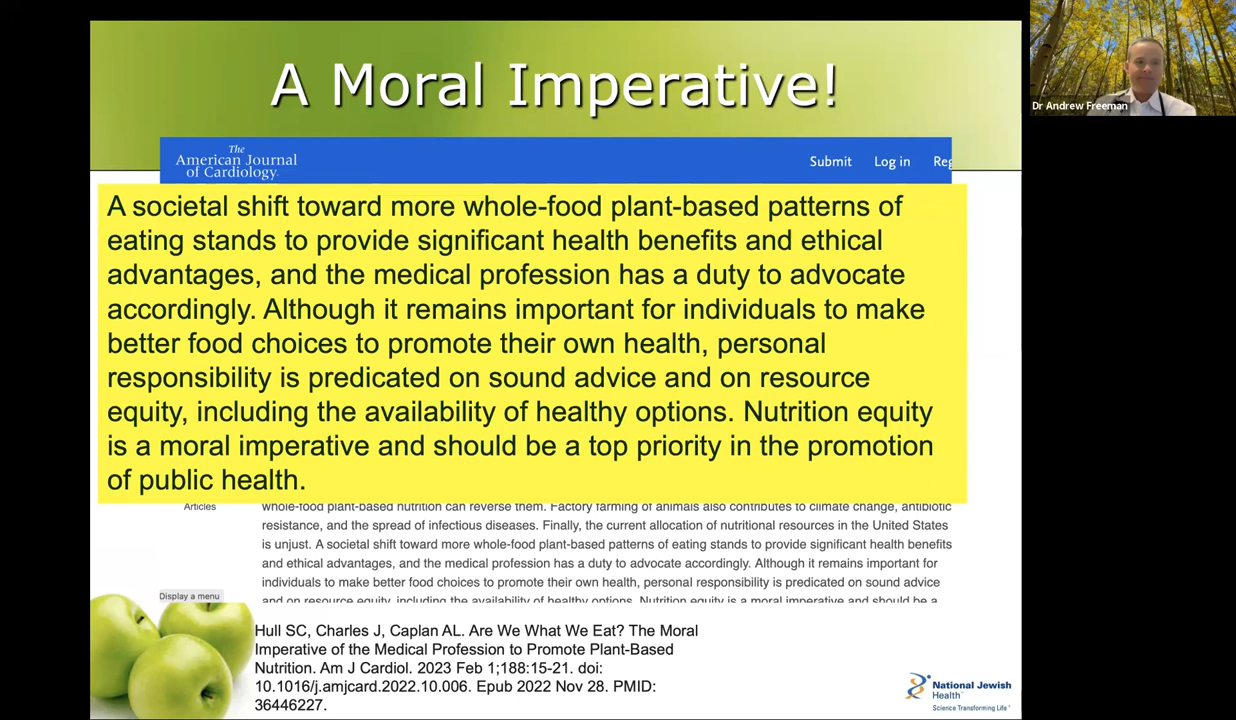 A Moral Imperative!
Dr Andrew Freeman
The
American Journal
of Cardiology
Submit Log in Reg
A societal shift toward more whole-food plant-based patterns of
eating stands to provide significant health benefits and ethical
advantages, and the medical profession has a duty to advocate
accordingly. Although it remains important for individuals to make
better food choices to promote their own health, personal
responsibility is predicated on sound advice and on resource
equity, including the availability of healthy options. Nutrition equity
is a moral imperative and should be a top priority in the promotion
of public health.
Articles
whole-food plant-based nutrition can reverse them. Factory farming of animals also contributes to climate change, antibiotic
resistance, and the spread of infectious diseases. Finally, the current allocation of nutritional resources in the United States
is unjust. A societal shift toward more whole-food plant-based patterns of eating stands to provide significant health benefits
and ethical advantages, and the medical profession has a duty to advocate accordingly. Although it remains important for
individuals to make better food choices to promote their own health, personal responsibility is predicated on sound advice
and on resource equity, including the availability of healthy options. Nutrition equity is a moral imperative and should be a
Display a menu
Hull SC, Charles J, Caplan AL. Are We What We Eat? The Moral
Imperative of the Medical Profession to Promote Plant-Based
Nutrition. Am J Cardiol. 2023 Feb 1;188:15-21. doi:
10.1016/j.amjcard.2022.10.006. Epub 2022 Nov 28. PMID:
36446227.
National Jewish
Health™
Science Transforming Life®